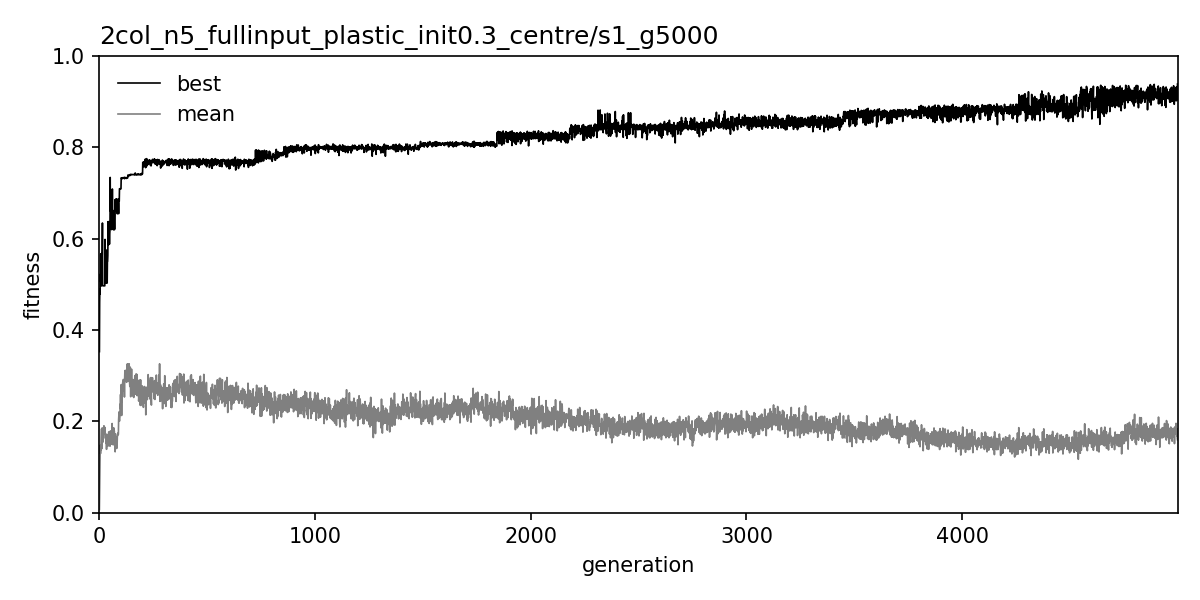 2col_n5_fullinput_plastic_init0.3_centre/s1_g5000
1.0
best
mean
0.8
0.6
fitness
0.4
0.2
0.0
0 1000 2000 3000 4000
generation